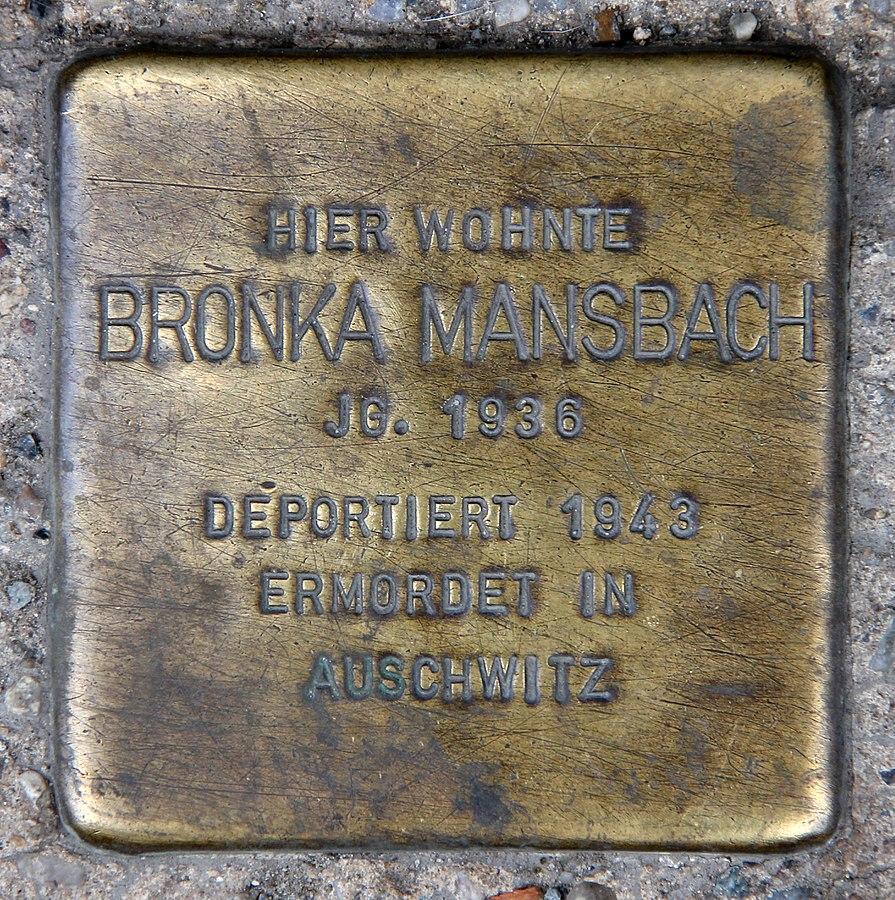 HIER WOHNTE
BRONKA MANSBACH
JG. 1936
DEPORTIERT 1943
ERMORDET IN
AUSCHWITZ